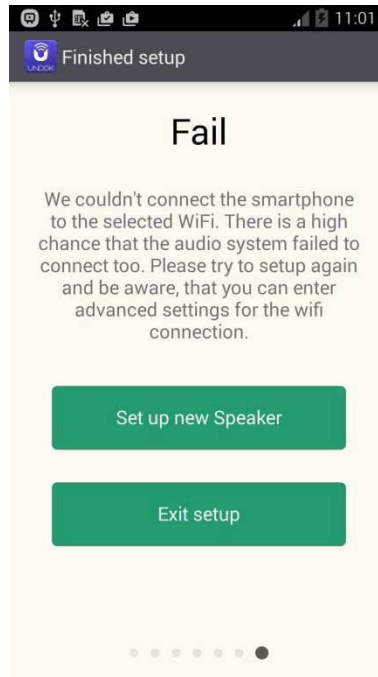 11:01
UNDOK
Finished setup
Fail
We couldn't connect the smartphone
to the selected WiFi. There is a high
chance that the audio system failed to
connect too. Please try to setup again
and be aware, that you can enter
advanced settings for the wifi
connection.
Set up new Speaker
Exit setup